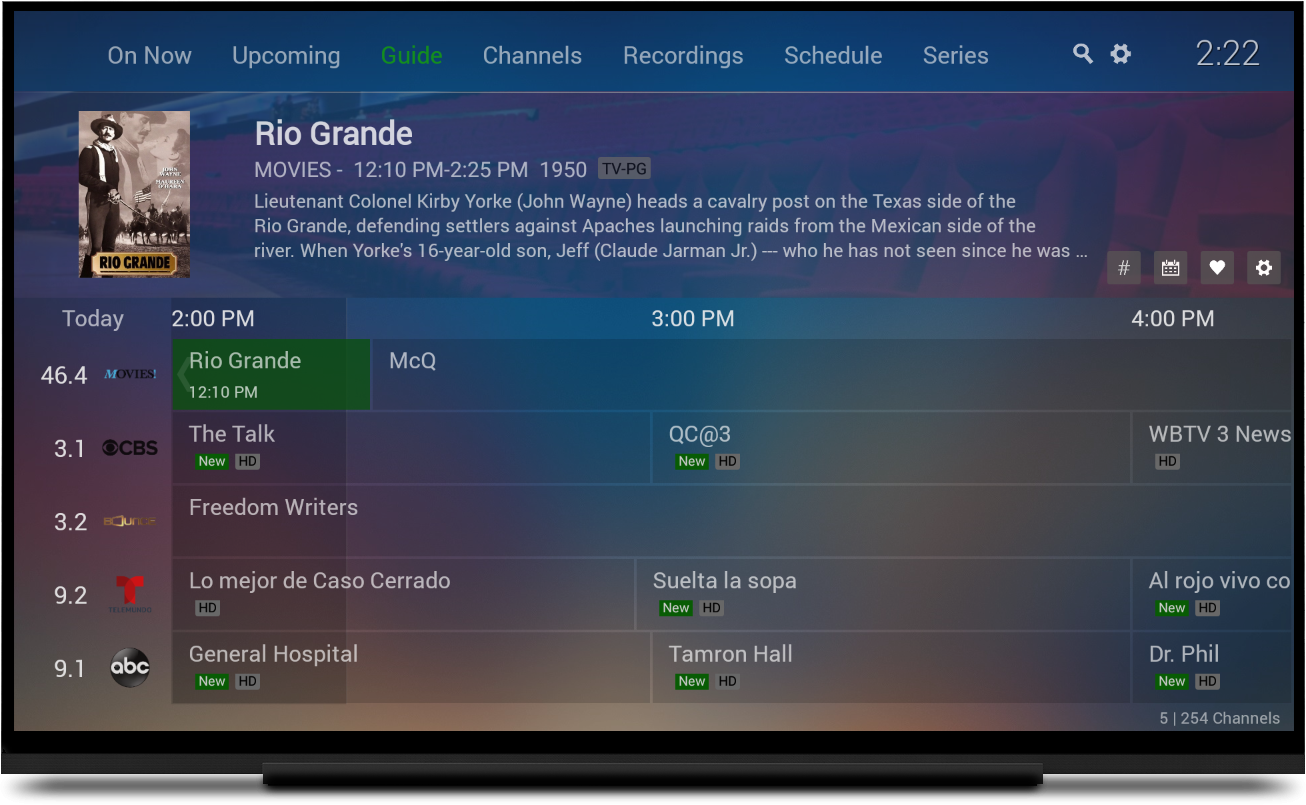 On Now Upcoming Guide Channels Recordings Schedule Series 2:22
JOHN
WAYNE
MAUREEN
O'HARA
RIO GRANDE
Rio Grande
MOVIES - 12:10 PM-2:25 PM 1950 TV-PG
Lieutenant Colonel Kirby Yorke (John Wayne) heads a cavalry post on the Texas side of the
Rio Grande, defending settlers against Apaches launching raids from the Mexican side of the
river. When Yorke's 16-year-old son, Jeff (Claude Jarman Jr.) --- who he has not seen since he was ...
#
Today 2:00 PM 3:00 PM 4:00 PM
46.4 MOVIES! Rio Grande McQ
12:10 PM
3.1 CBS The Talk QC@3 WBTV 3 News
New HD New HD HD
3.2 BOUNCE Freedom Writers
9.2 TELEMUNDO Lo mejor de Caso Cerrado Suelta la sopa Al rojo vivo co
HD New HD New HD
9.1 abc General Hospital Tamron Hall Dr. Phil
New HD New HD New HD
5 | 254 Channels